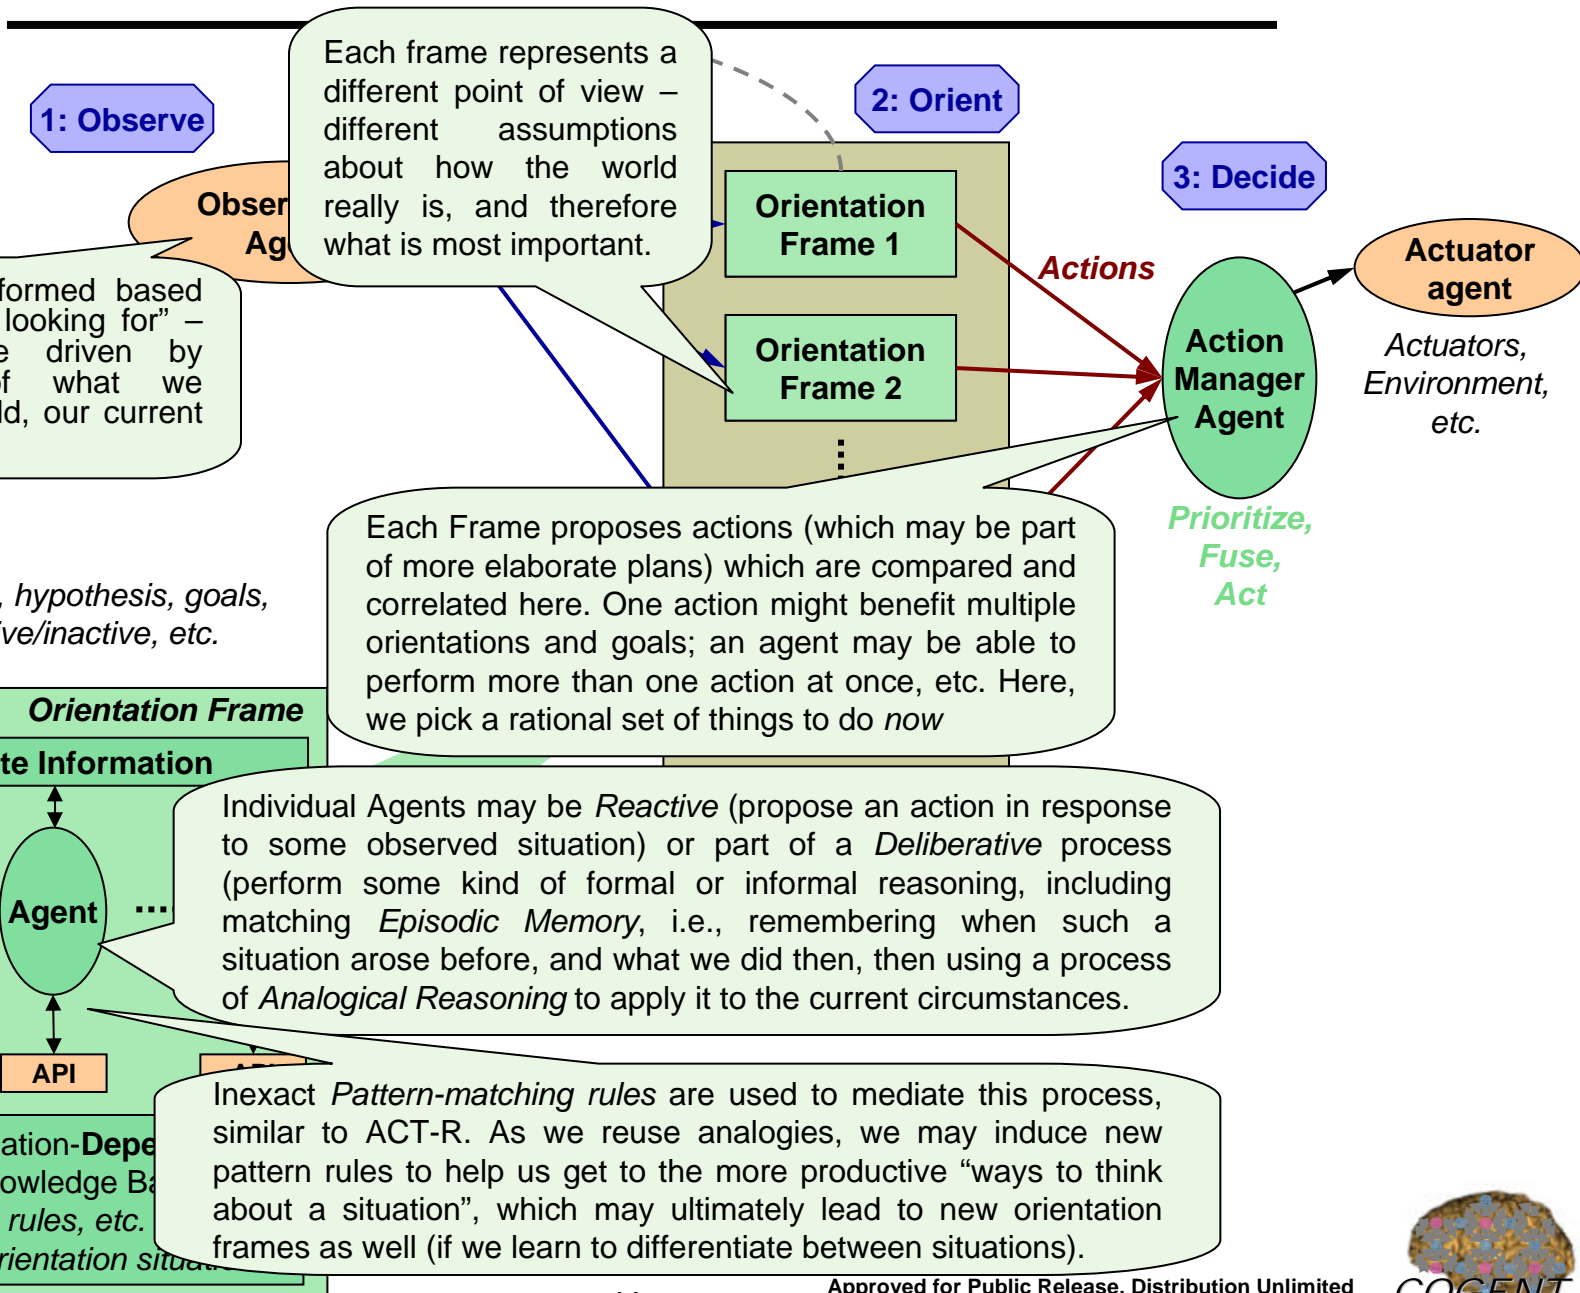 Each frame represents a
different point of view –
different assumptions
about how the world
really is, and therefore
what is most important.
1: Observe
2: Orient
3: Decide
Orientation
Frame 1
Orientation
Frame 2
Actions
Action
Manager
Agent
Actuator
agent
Actuators,
Environment,
etc.
Prioritize,
Fuse,
Act
formed based
looking for” –
driven by
what we
our current
Each Frame proposes actions (which may be part
of more elaborate plans) which are compared and
correlated here. One action might benefit multiple
orientations and goals; an agent may be able to
perform more than one action at once, etc. Here,
we pick a rational set of things to do now
, hypothesis, goals,
ive/inactive, etc.
Orientation Frame
te Information
Agent
API
Individual Agents may be Reactive (propose an action in response
to some observed situation) or part of a Deliberative process
(perform some kind of formal or informal reasoning, including
matching Episodic Memory, i.e., remembering when such a
situation arose before, and what we did then, then using a process
of Analogical Reasoning to apply it to the current circumstances.
Inexact Pattern-matching rules are used to mediate this process,
similar to ACT-R. As we reuse analogies, we may induce new
pattern rules to help us get to the more productive “ways to think
about a situation”, which may ultimately lead to new orientation
frames as well (if we learn to differentiate between situations).
ation-Depe
owledge Ba
rules, etc.
rientation
Approved for Public Release, Distribution Unlimited
COGENT